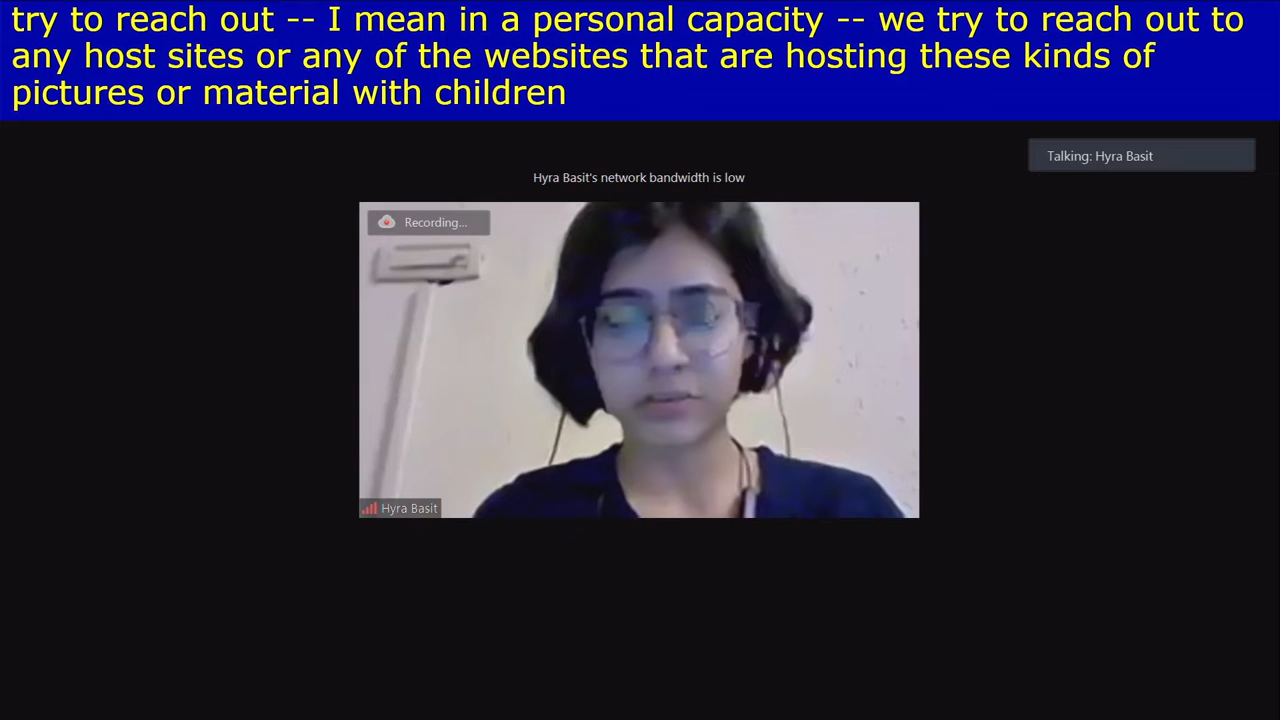 try to reach out -- I mean in a personal capacity -- we try to reach out to
any host sites or any of the websites that are hosting these kinds of
pictures or material with children
Talking: Hyra Basit
Hyra Basit's network bandwidth is low
Recording...
Hyra Basit